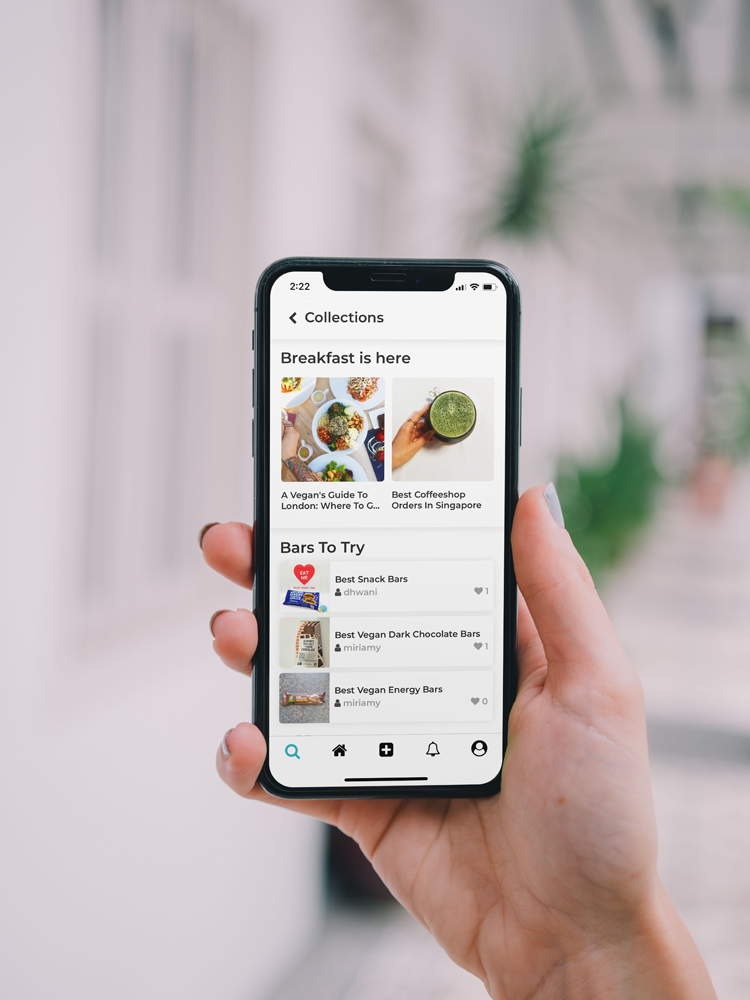 2:22
Collections
Breakfast is here
A Vegan's Guide To
London: Where To G...
Best Coffeeshop
Orders In Singapore
Bars To Try
EAT
ME
Best Snack Bars
dhwani
1
Best Vegan Dark Chocolate Bars
miriamy
1
Best Vegan Energy Bars
miriamy
0